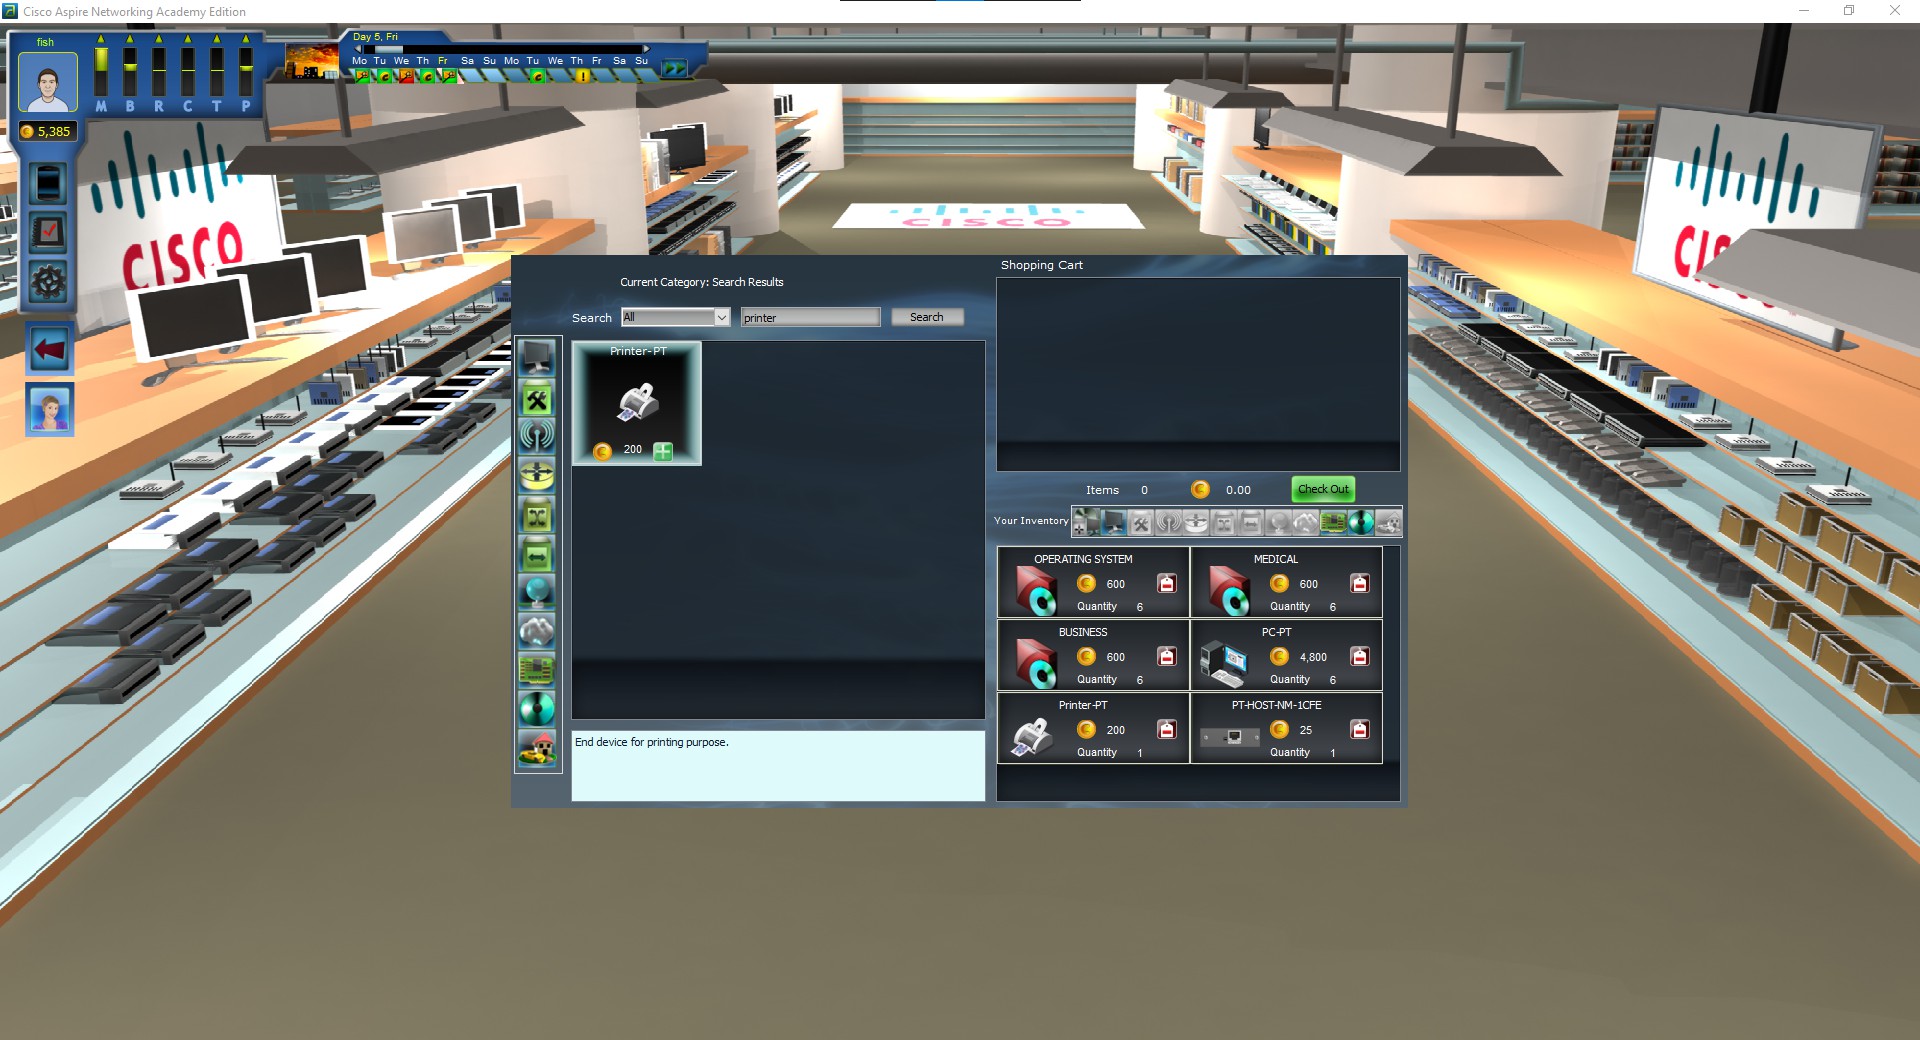 Cisco Aspire Networking Academy Edition
fish
Day 5, Fri
Mo Tu We Th Fr Sa Su Mo Tu We Th Fr Sa Su
M B R C T P
5,385
CISCO
CISCO
CISCO
Current Category: Search Results
Search All printer Search
Printer-PT
200
End device for printing purpose.
Shopping Cart
Items 0 0.00 Check Out
Your Inventory
OPERATING SYSTEM
600
Quantity 6
MEDICAL
600
Quantity 6
BUSINESS
600
Quantity 6
PC-PT
4,800
Quantity 6
Printer-PT
200
Quantity 1
PT-HOST-NM-1CFE
25
Quantity 1